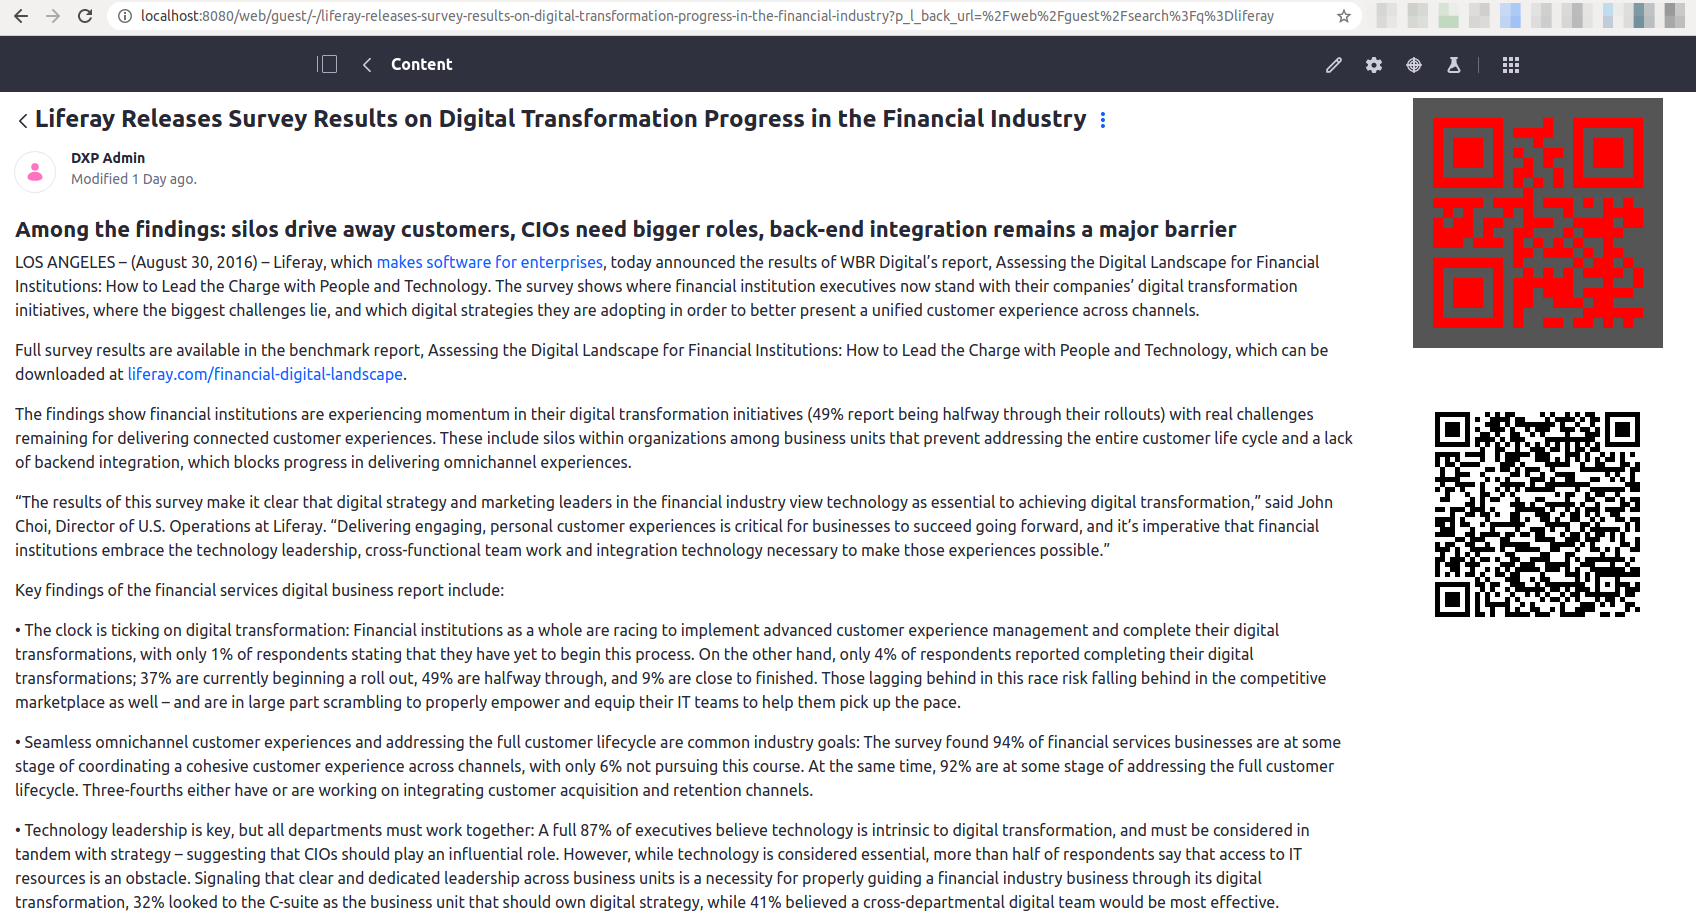 localhost:8080/web/guest/-/liferay-releases-survey-results-on-digital-transformation-progress-in-the-financial-industry?p_l_back_url=%2Fweb%2Fguest%2Fsearch%3Fq%3Dliferay
Content
Liferay Releases Survey Results on Digital Transformation Progress in the Financial Industry
DXP Admin
Modified 1 Day ago.
Among the findings: silos drive away customers, CIOs need bigger roles, back-end integration remains a major barrier
LOS ANGELES – (August 30, 2016) – Liferay, which makes software for enterprises, today announced the results of WBR Digital’s report, Assessing the Digital Landscape for Financial
Institutions: How to Lead the Charge with People and Technology. The survey shows where financial institution executives now stand with their companies’ digital transformation
initiatives, where the biggest challenges lie, and which digital strategies they are adopting in order to better present a unified customer experience across channels.
Full survey results are available in the benchmark report, Assessing the Digital Landscape for Financial Institutions: How to Lead the Charge with People and Technology, which can be
downloaded at liferay.com/financial-digital-landscape.
The findings show financial institutions are experiencing momentum in their digital transformation initiatives (49% report being halfway through their rollouts) with real challenges
remaining for delivering connected customer experiences. These include silos within organizations among business units that prevent addressing the entire customer life cycle and a lack
of backend integration, which blocks progress in delivering omnichannel experiences.
“The results of this survey make it clear that digital strategy and marketing leaders in the financial industry view technology as essential to achieving digital transformation,” said John
Choi, Director of U.S. Operations at Liferay. “Delivering engaging, personal customer experiences is critical for businesses to succeed going forward, and it’s imperative that financial
institutions embrace the technology leadership, cross-functional team work and integration technology necessary to make those experiences possible.”
Key findings of the financial services digital business report include:
• The clock is ticking on digital transformation: Financial institutions as a whole are racing to implement advanced customer experience management and complete their digital
transformations, with only 1% of respondents stating that they have yet to begin this process. On the other hand, only 4% of respondents reported completing their digital
transformations; 37% are currently beginning a roll out, 49% are halfway through, and 9% are close to finished. Those lagging behind in this race risk falling behind in the competitive
marketplace as well – and are in large part scrambling to properly empower and equip their IT teams to help them pick up the pace.
• Seamless omnichannel customer experiences and addressing the full customer lifecycle are common industry goals: The survey found 94% of financial services businesses are at some
stage of coordinating a cohesive customer experience across channels, with only 6% not pursuing this course. At the same time, 92% are at some stage of addressing the full customer
lifecycle. Three-fourths either have or are working on integrating customer acquisition and retention channels.
• Technology leadership is key, but all departments must work together: A full 87% of executives believe technology is intrinsic to digital transformation, and must be considered in
tandem with strategy – suggesting that CIOs should play an influential role. However, while technology is considered essential, more than half of respondents say that access to IT
resources is an obstacle. Signaling that clear and dedicated leadership across business units is a necessity for properly guiding a financial industry business through its digital
transformation, 32% looked to the C-suite as the business unit that should own digital strategy, while 41% believed a cross-departmental digital team would be most effective.